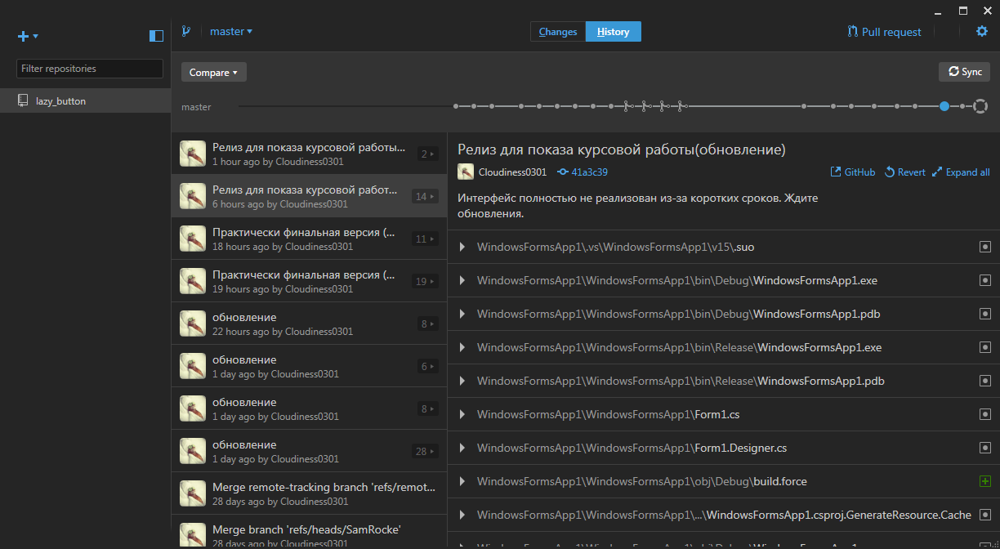 master
Changes
History
Pull request
Filter repositories
lazy_button
Compare
Sync
master
Релиз для показа курсовой работы...
1 hour ago by Cloudiness0301
2
Релиз для показа курсовой работ...
6 hours ago by Cloudiness0301
14
Практически финальная версия (...
18 hours ago by Cloudiness0301
11
Практически финальная версия (...
19 hours ago by Cloudiness0301
19
обновление
22 hours ago by Cloudiness0301
8
обновление
1 day ago by Cloudiness0301
6
обновление
1 day ago by Cloudiness0301
8
обновление
1 day ago by Cloudiness0301
28
Merge remote-tracking branch 'refs/remot...
28 days ago by Cloudiness0301
Merge branch 'refs/heads/SamRocke'
28 days ago by Cloudiness0301
Релиз для показа курсовой работы(обновление)
Cloudiness0301
41a3c39
GitHub
Revert
Expand all
Интерфейс полностью не реализован из-за коротких сроков. Ждите
обновления.
WindowsFormsApp1\.vs\WindowsFormsApp1\v15\.suo
WindowsFormsApp1\WindowsFormsApp1\bin\Debug\WindowsFormsApp1.exe
WindowsFormsApp1\WindowsFormsApp1\bin\Debug\WindowsFormsApp1.pdb
WindowsFormsApp1\WindowsFormsApp1\bin\Release\WindowsFormsApp1.exe
WindowsFormsApp1\WindowsFormsApp1\bin\Release\WindowsFormsApp1.pdb
WindowsFormsApp1\WindowsFormsApp1\Form1.cs
WindowsFormsApp1\WindowsFormsApp1\Form1.Designer.cs
WindowsFormsApp1\WindowsFormsApp1\obj\Debug\build.force
WindowsFormsApp1\WindowsFormsApp1\...\WindowsFormsApp1.csproj.GenerateResource.Cache